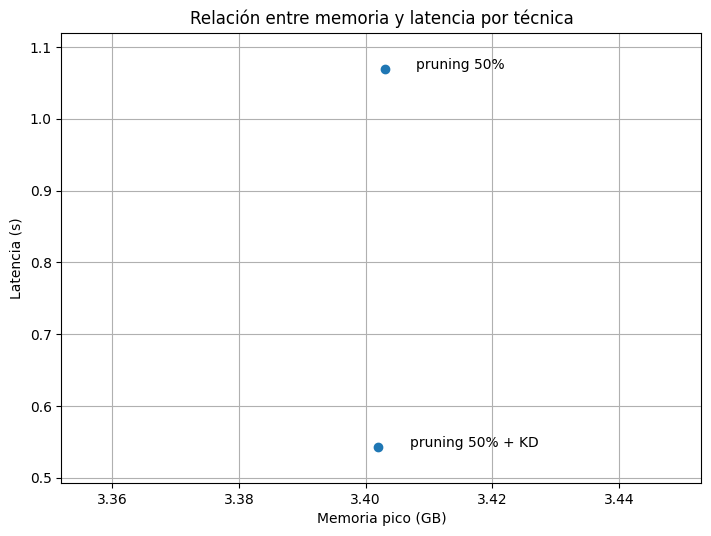 Relación entre memoria y latencia por técnica
1.1
1.0
0.9
0.8
0.7
0.6
0.5
Latencia (s)
pruning 50%
pruning 50% + KD
3.36 3.38 3.40 3.42 3.44
Memoria pico (GB)